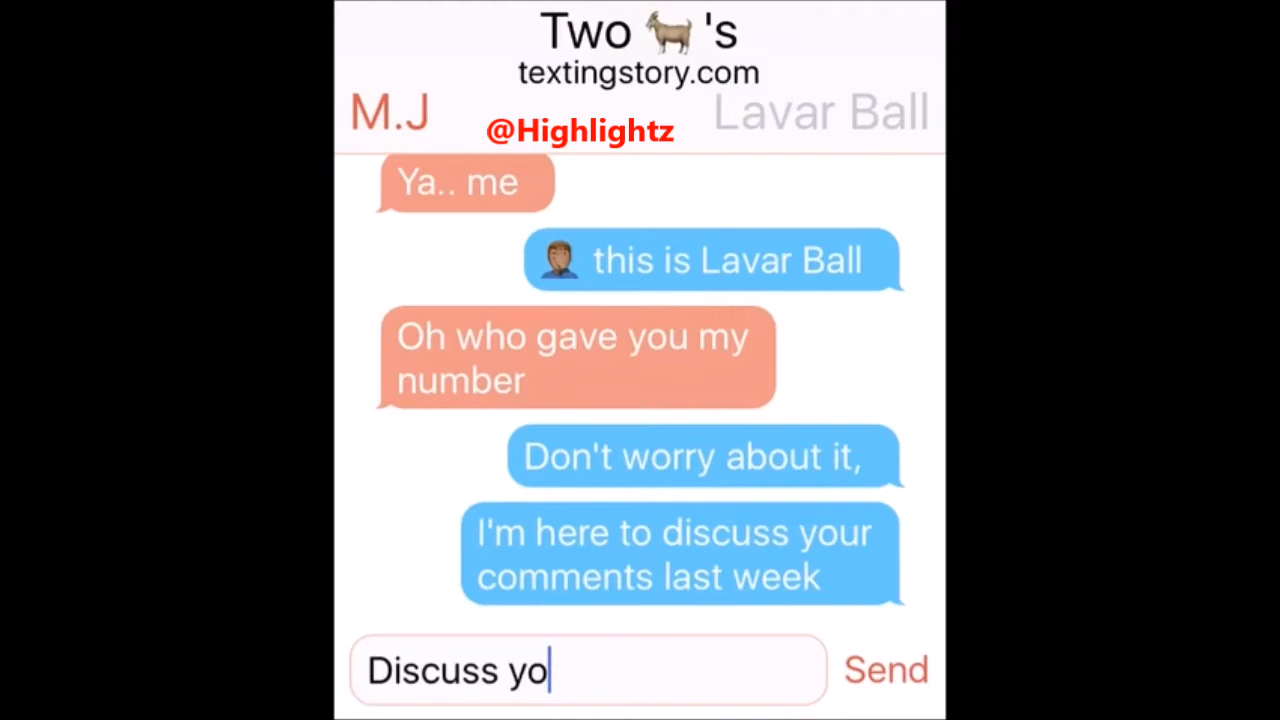 Two 🐐's
textingstory.com
M.J
@Highlightz
Lavar Ball
Ya.. me
🤦🏾‍♂️ this is Lavar Ball
Oh who gave you my
number
Don't worry about it,
I'm here to discuss your
comments last week
Discuss yo
Send